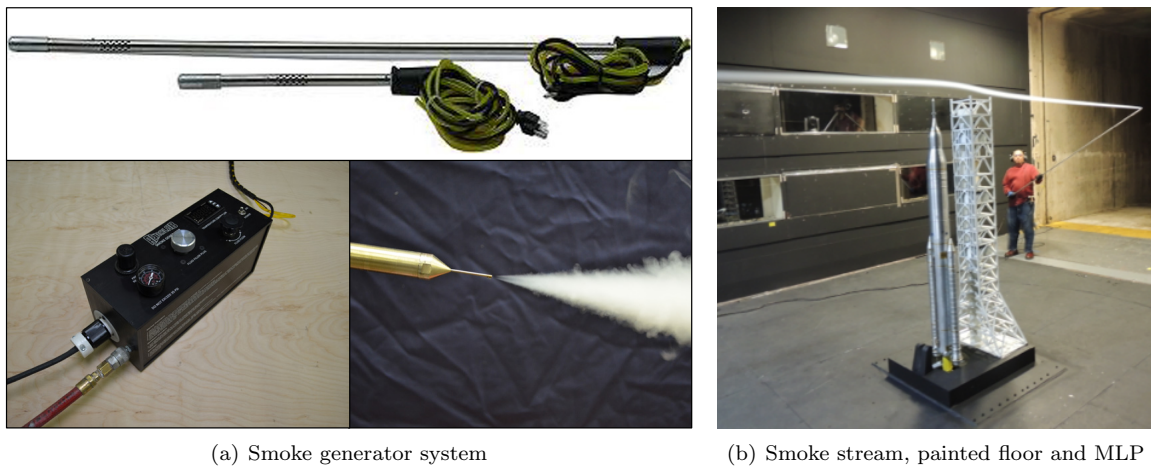 (a) Smoke generator system
(b) Smoke stream, painted floor and MLP